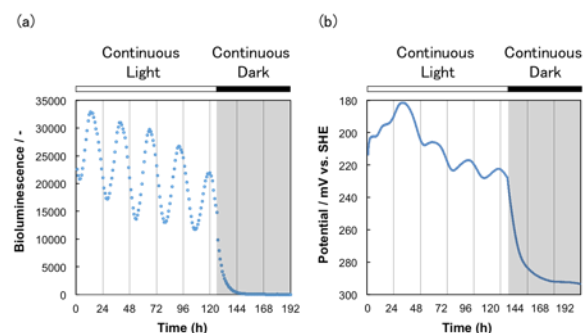 (a)
Continuous Light
Continuous Dark
Bioluminescence / -
35000
30000
25000
20000
15000
10000
5000
0
0 24 48 72 96 120 144 168 192
Time (h)
(b)
Continuous Light
Continuous Dark
Potential / mV vs. SHE
180
200
220
240
260
280
300
0 24 48 72 96 120 144 168 192
Time (h)